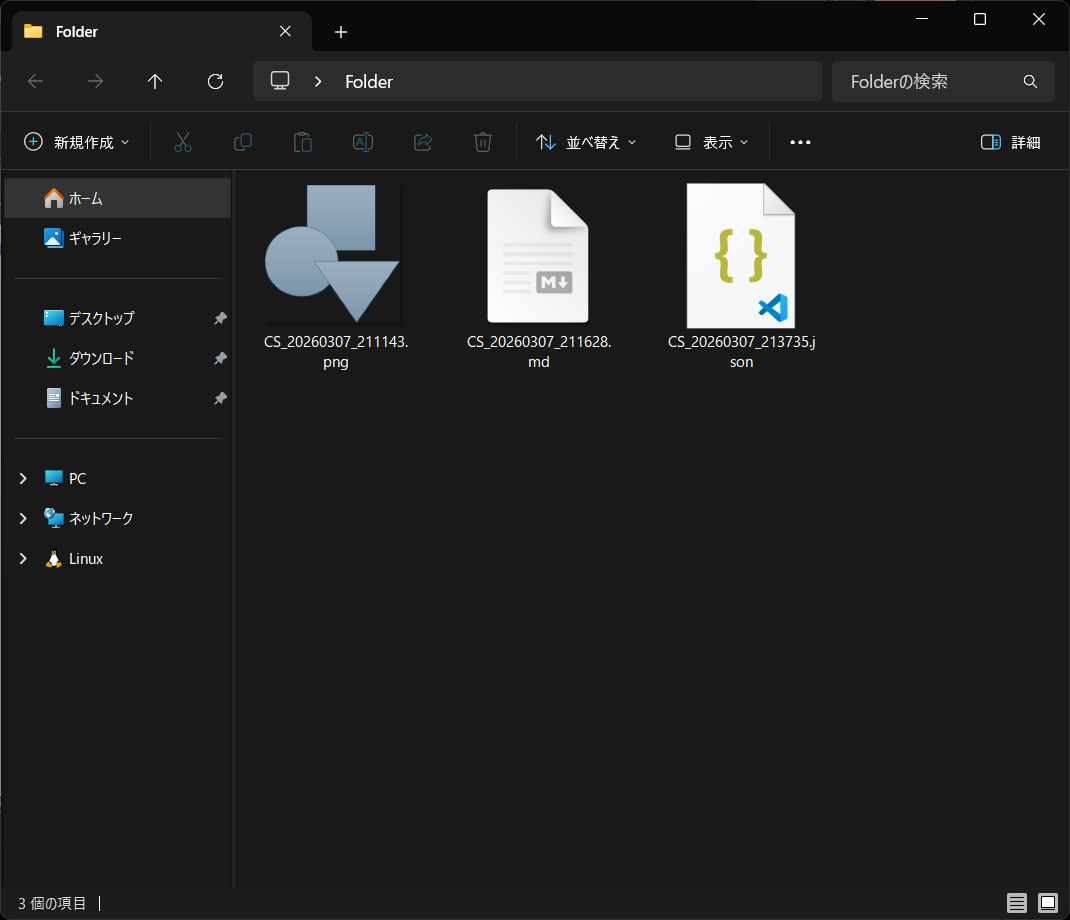 Folder
Folder
Folderの検索
新規作成
並べ替え
表示
詳細
ホーム
ギャラリー
デスクトップ
ダウンロード
ドキュメント
PC
ネットワーク
Linux
CS_20260307_211143.
png
CS_20260307_211628.
md
CS_20260307_213735.j
son
M
3 個の項目